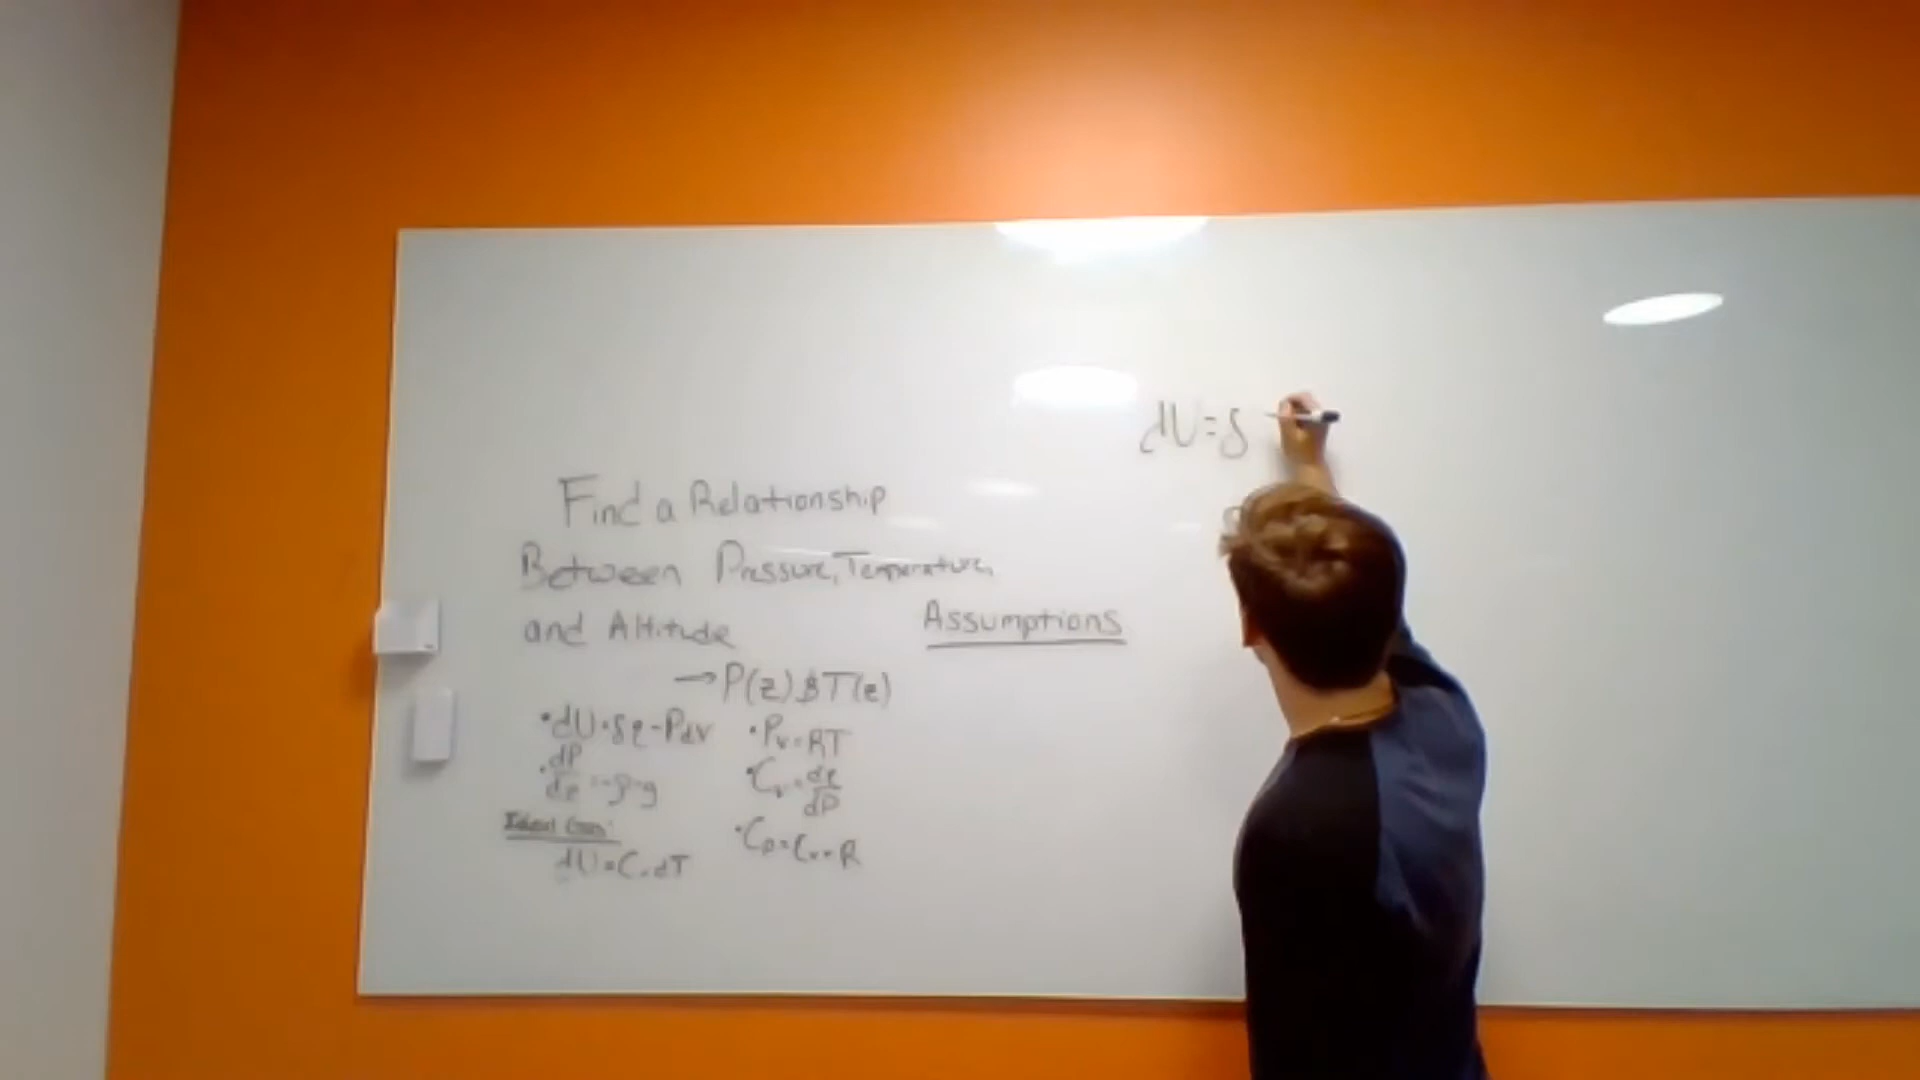 Find a Relationship
Between Pressure, Temperature,
and Altitude
→ P(z) & T(z)
• dU = δq - Pdv
• dP/dz = -ρg
Ideal Gas:
dU = CvdT
• Pv = RT
• Cp = Cv + R
Assumptions
dU = δ